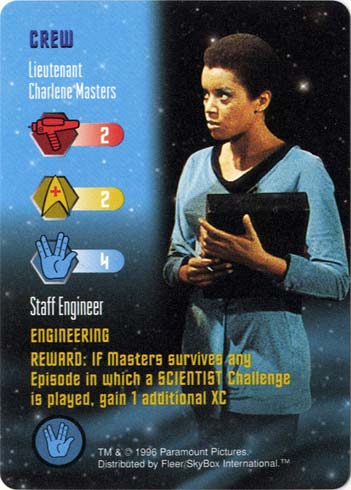 CREW
Lieutenant
Charlene Masters
2
2
4
Staff Engineer
ENGINEERING
REWARD: If Masters survives any
Episode in which a SCIENTIST Challenge
is played, gain 1 additional XC
TM & © 1996 Paramount Pictures.
Distributed by Fleer/SkyBox International.™